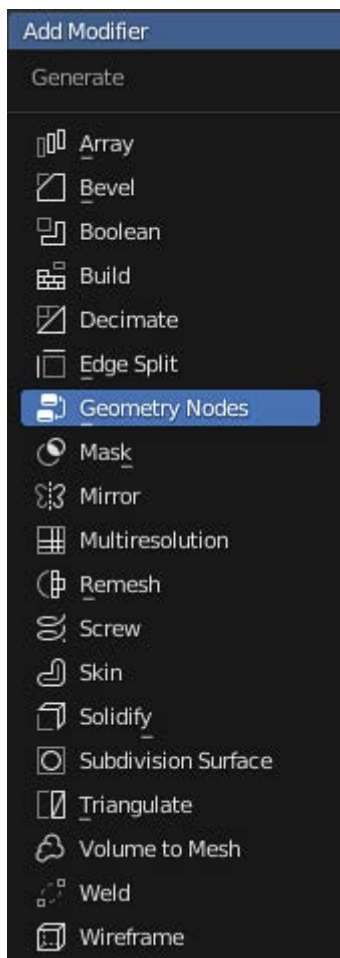 Add Modifier
Generate
Array
Bevel
Boolean
Build
Decimate
Edge Split
Geometry Nodes
Mask
Mirror
Multiresolution
Remesh
Screw
Skin
Solidify
Subdivision Surface
Triangulate
Volume to Mesh
Weld
Wireframe